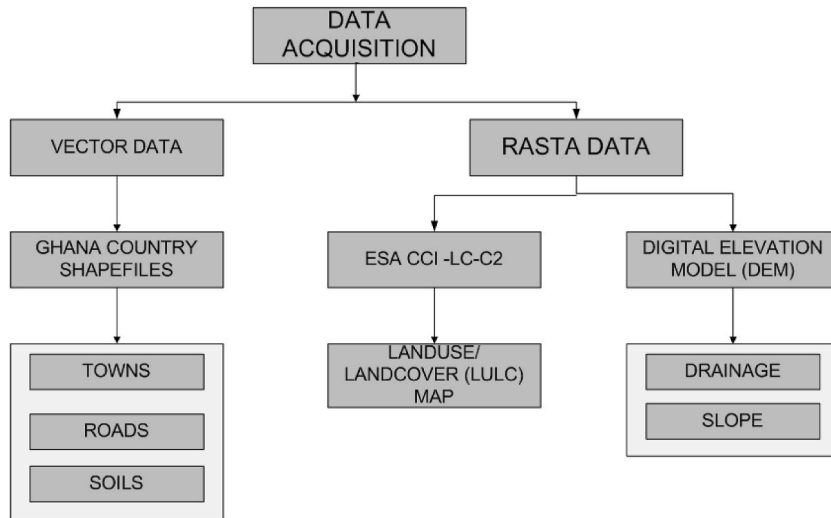 DATA
ACQUISITION
VECTOR DATA
RASTA DATA
GHANA COUNTRY
SHAPEFILES
ESA CCI -LC-C2
DIGITAL ELEVATION
MODEL (DEM)
TOWNS
ROADS
SOILS
LANDUSE/
LANDCOVER (LULC)
MAP
DRAINAGE
SLOPE